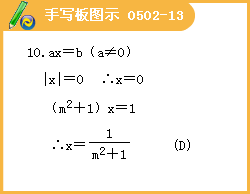 手写板图示 0502-13
10.ax＝b（a≠0）
|x|＝0 ∴x＝0
（m²＋1）x＝1
∴x＝1/(m²＋1) (D)